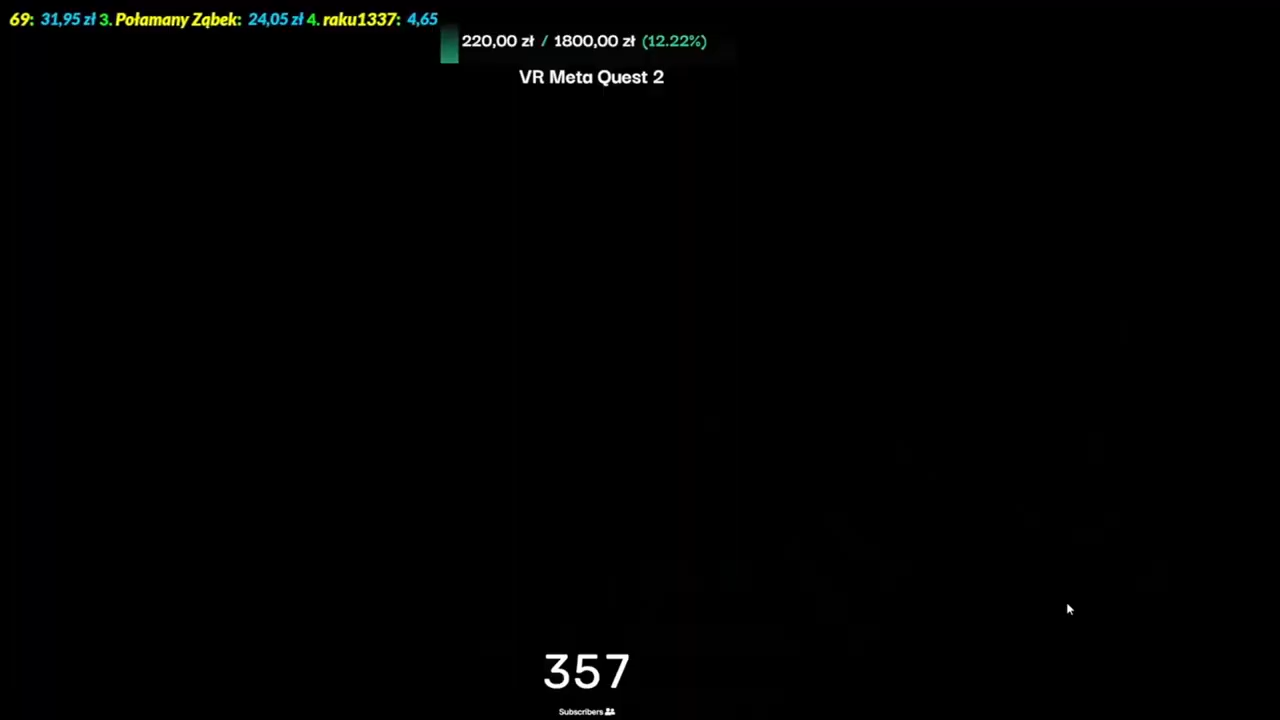 69: 31,95 zł 3. Połamany Ząbek: 24,05 zł 4. raku1337: 4,65
220,00 zł / 1800,00 zł (12.22%)
VR Meta Quest 2
357
Subscribers